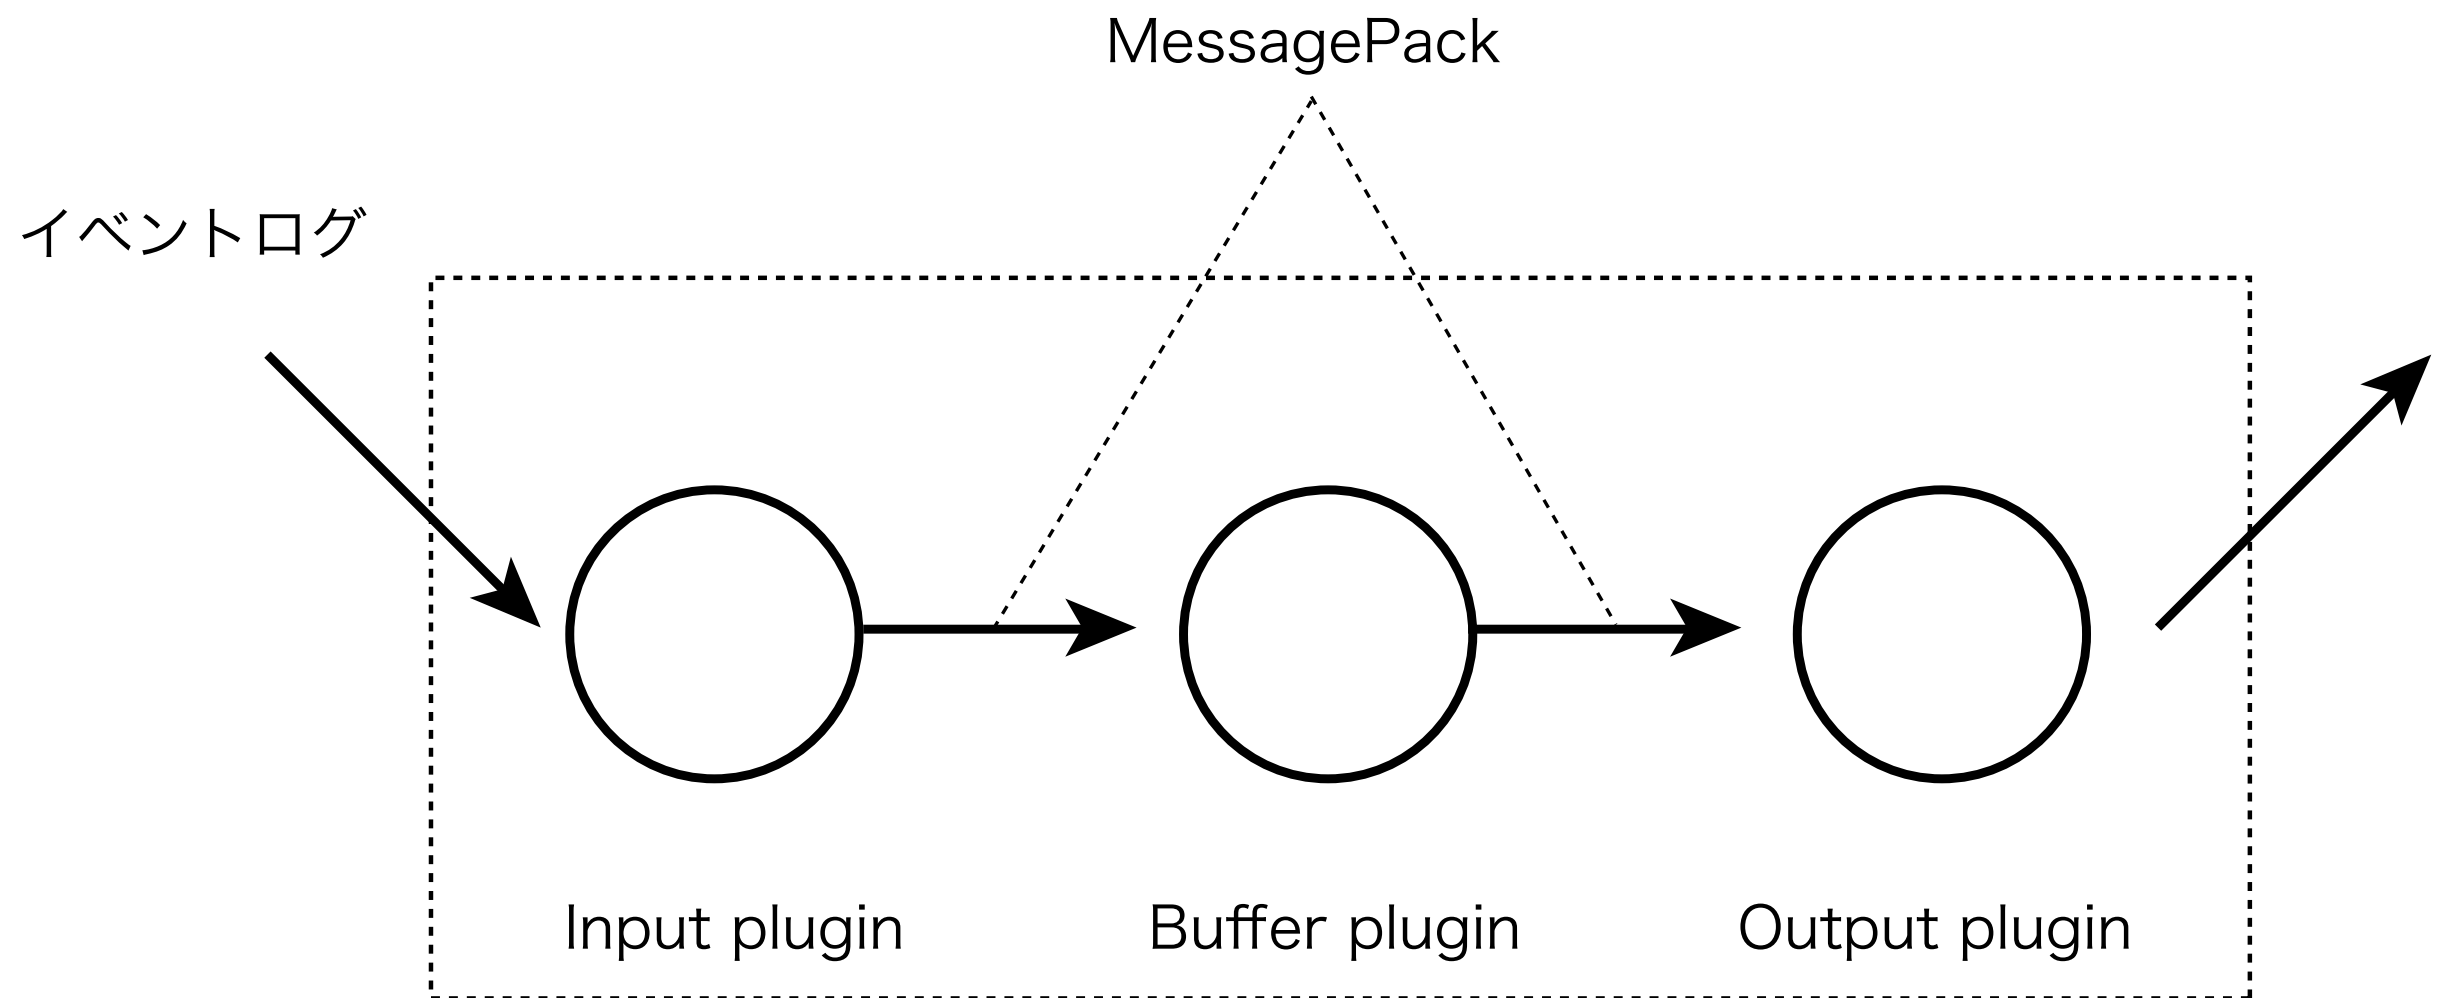 MessagePack
イベントログ
Input plugin
Buffer plugin
Output plugin